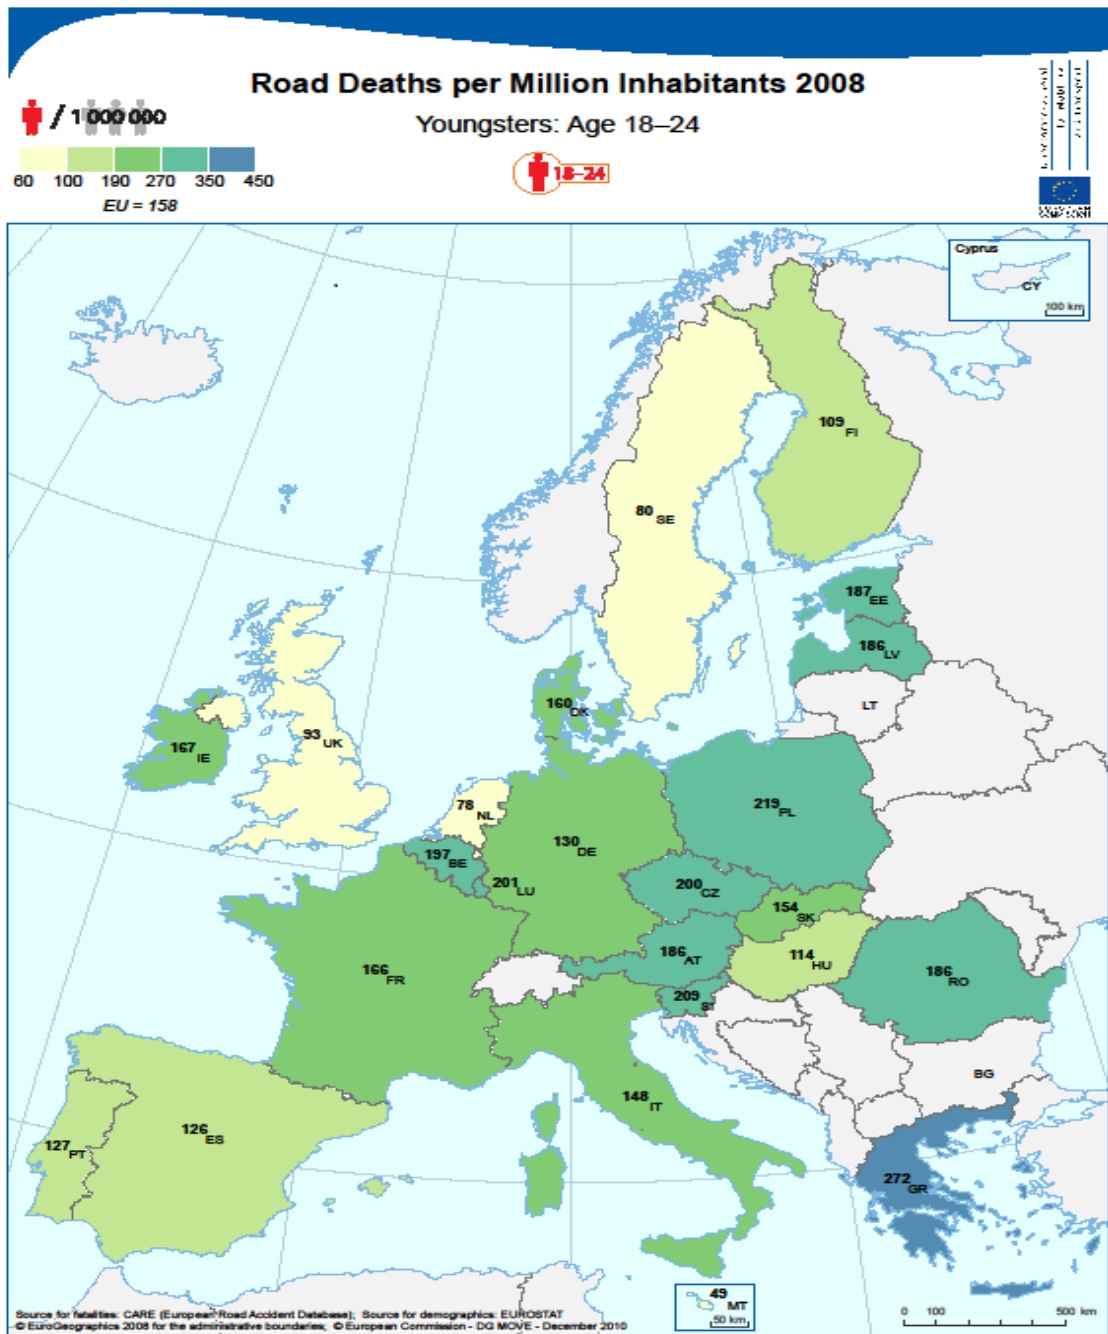 Road Deaths per Million Inhabitants 2008
Youngsters: Age 18–24
/ 1 000 000
18–24
60 100 190 270 350 450
EU = 158
Cyprus
CY
100 km
109 FI
80 SE
187 EE
186 LV
LT
160 DK
93 UK
167 IE
78 NL
219 PL
130 DE
197 BE
201 LU
200 CZ
154 SK
186 AT
114 HU
166 FR
186 RO
209 SI
BG
148 IT
126 ES
127 PT
272 GR
49 MT
50 km
0 100 500 km
Source for fatalities: CARE (European Road Accident Database); Source for demographics: EUROSTAT
© EuroGeographics 2008 for the administrative boundaries; © European Commission - DG MOVE - December 2010